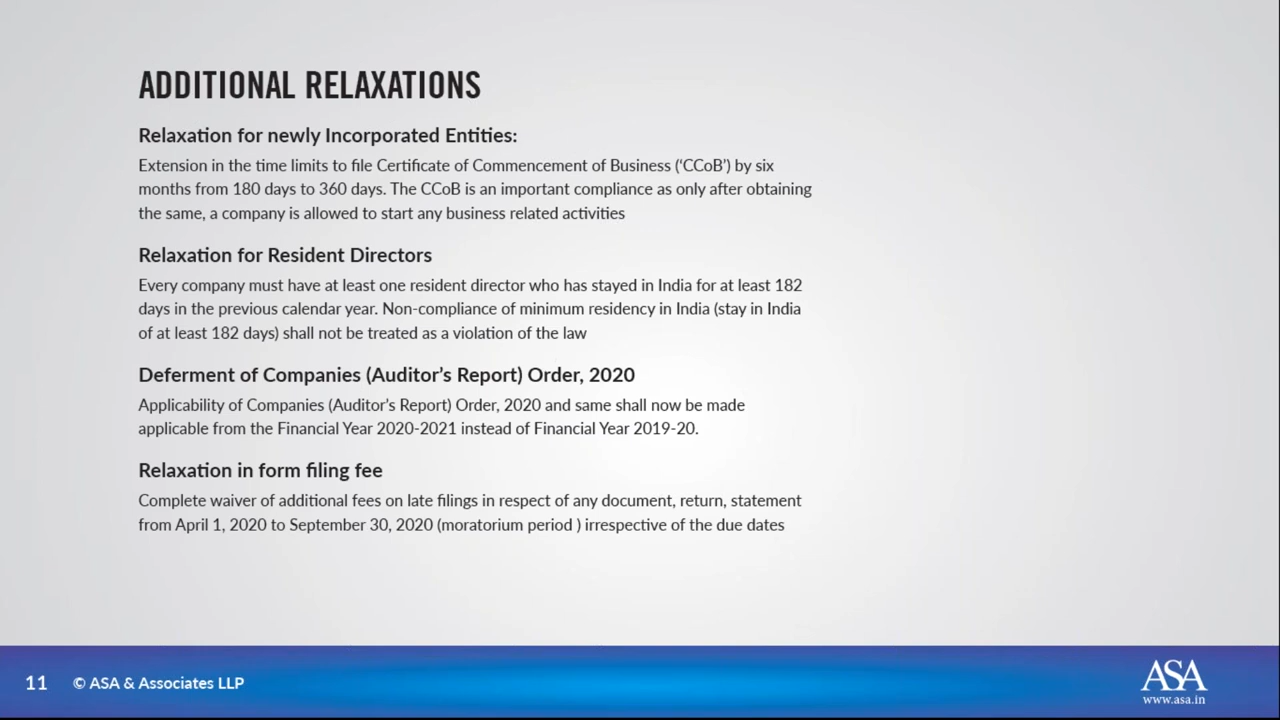 ADDITIONAL RELAXATIONS
Relaxation for newly Incorporated Entities:
Extension in the time limits to file Certificate of Commencement of Business (‘CCoB’) by six
months from 180 days to 360 days. The CCoB is an important compliance as only after obtaining
the same, a company is allowed to start any business related activities
Relaxation for Resident Directors
Every company must have at least one resident director who has stayed in India for at least 182
days in the previous calendar year. Non-compliance of minimum residency in India (stay in India
of at least 182 days) shall not be treated as a violation of the law
Deferment of Companies (Auditor’s Report) Order, 2020
Applicability of Companies (Auditor’s Report) Order, 2020 and same shall now be made
applicable from the Financial Year 2020-2021 instead of Financial Year 2019-20.
Relaxation in form filing fee
Complete waiver of additional fees on late filings in respect of any document, return, statement
from April 1, 2020 to September 30, 2020 (moratorium period ) irrespective of the due dates
11 © ASA & Associates LLP
ASA
www.asa.in